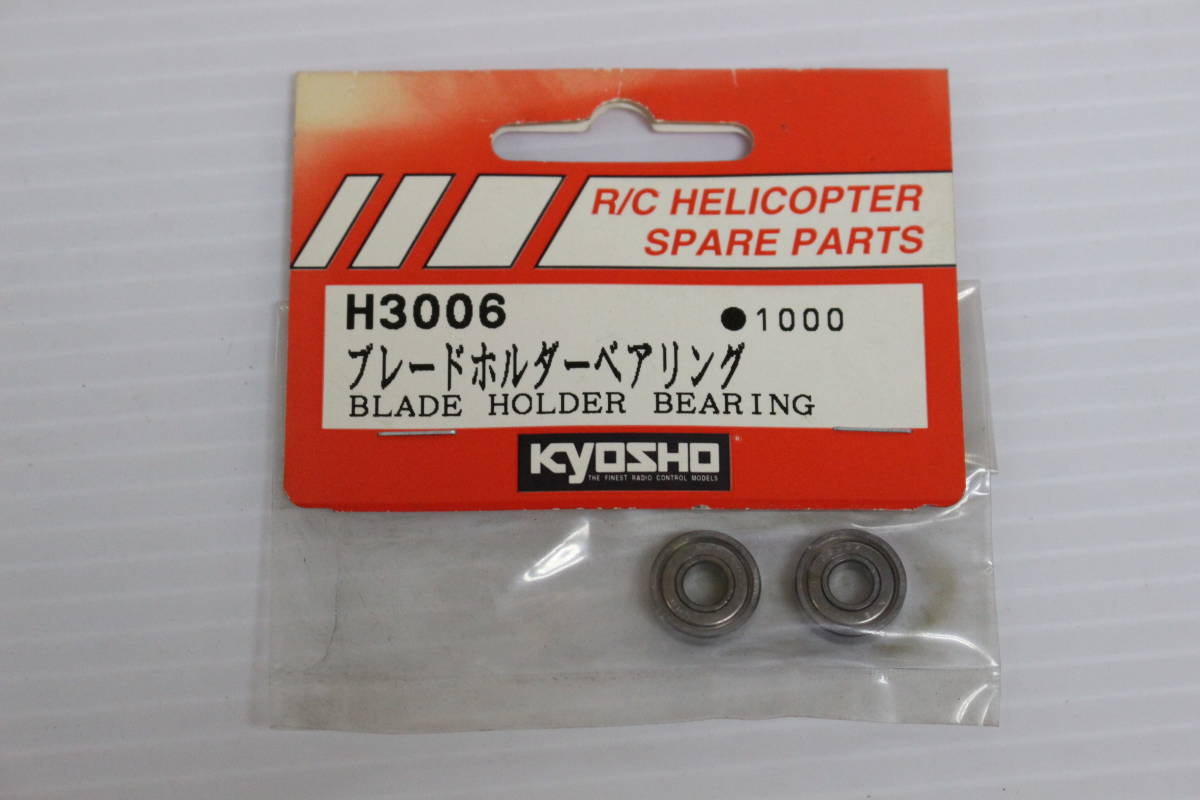 R/C HELICOPTER
SPARE PARTS
H3006 ●1000
ブレードホルダーベアリング
BLADE HOLDER BEARING
KYOSHO®
THE FINEST RADIO CONTROL MODELS